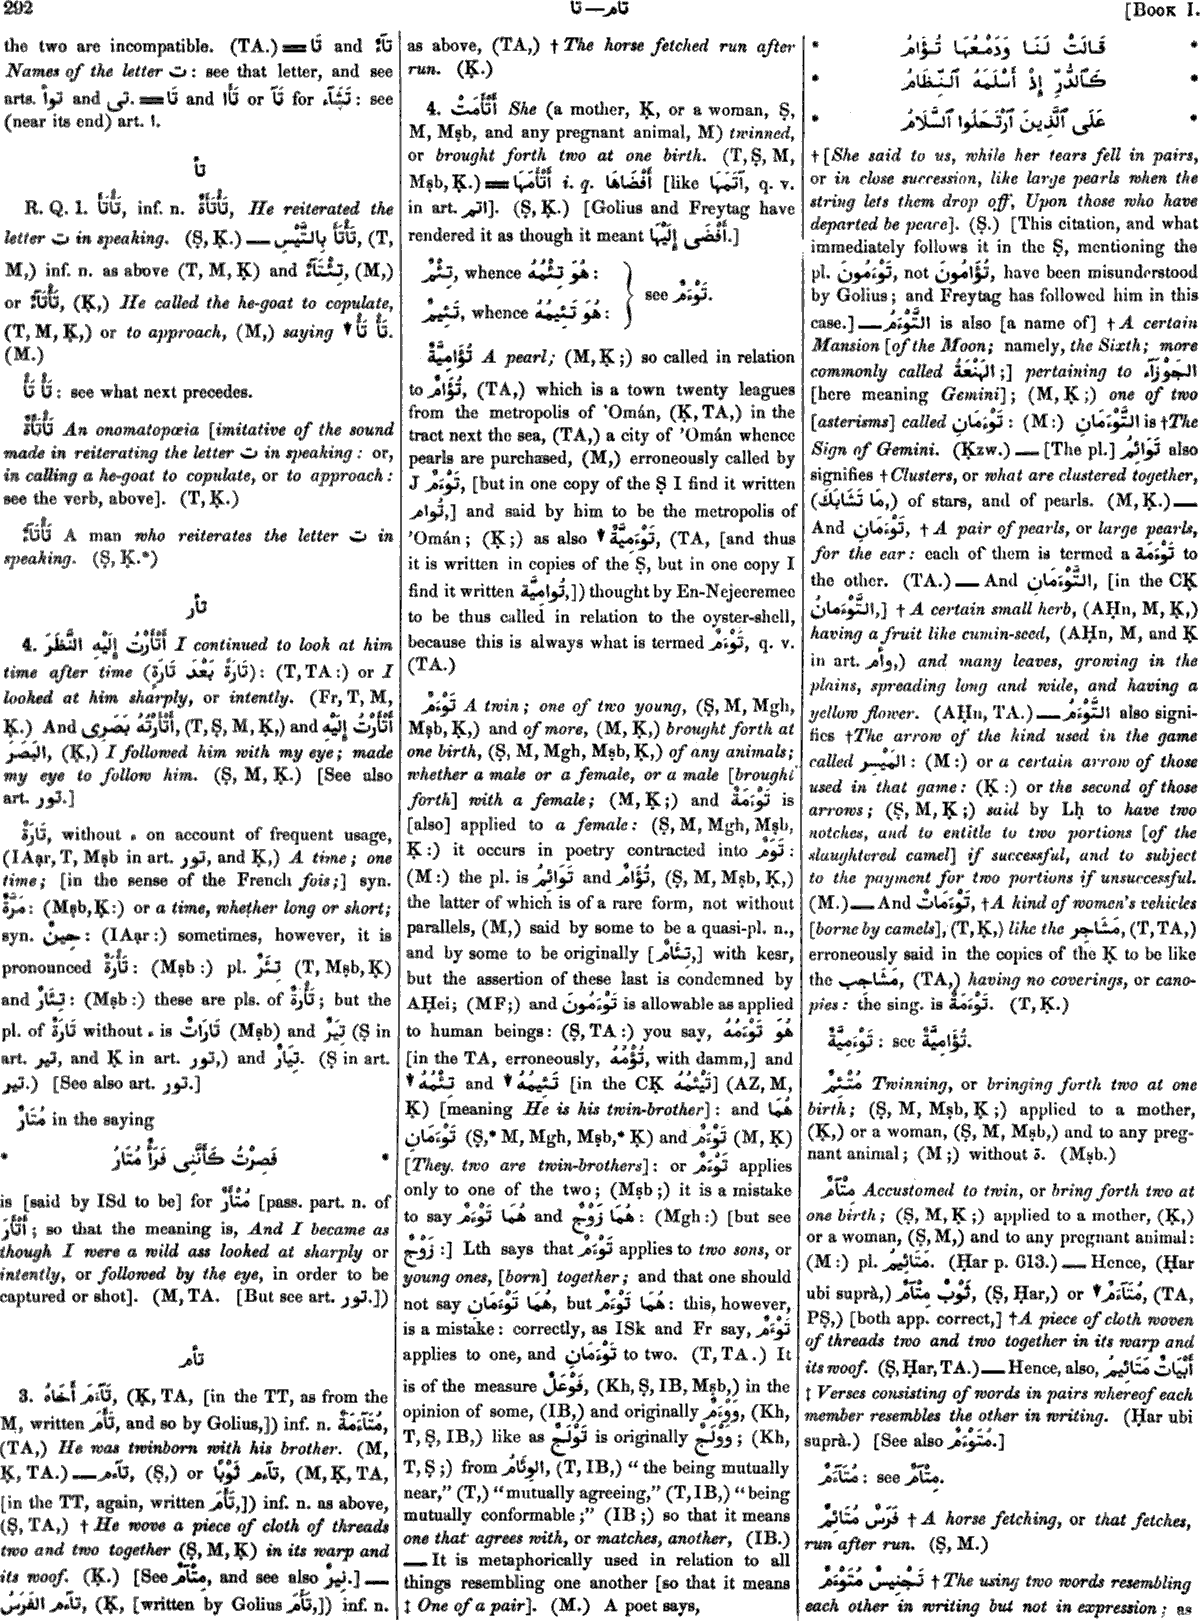 292
تا — تأم
[Book I.
the two are incompatible. (TA.) = تَا and تَآءٌ
Names of the letter ت : see that letter, and see
arts. توأ and تى. = تَا and تَأْ or تَآ for تَشَآءُ : see
(near its end) art. ا.
تأ
R. Q. 1. تَأْتَأَ, inf. n. تَأْتَأَةٌ, He reiterated the
letter ت in speaking. (Ṣ, Ḳ.) — تَأْتَأَ بِالتَّيْسِ, (T,
M,) inf. n. as above (T, M, Ḳ) and تِئْتَآءٌ, (M,)
or تَأْتَآءٌ, (Ḳ,) He called the he-goat to copulate,
(T, M, Ḳ,) or to approach, (M,) saying ↓ تَأْ تَأْ.
(M.)
تَأْ تَأْ : see what next precedes.
تَأْتَأَةٌ An onomatopœia [imitative of the sound
made in reiterating the letter ت in speaking : or,
in calling a he-goat to copulate, or to approach :
see the verb, above]. (T, Ḳ.)
تَأْتَآءٌ A man who reiterates the letter ت in
speaking. (Ṣ, Ḳ.*)
تأر
4. أَتْأَرْتُ إِلَيْهِ النَّظَرَ I continued to look at him
time after time (تَارَةً بَعْدَ تَارَةٍ) : (T, TA :) or I
looked at him sharply, or intently. (Fr, T, M,
Ḳ.) And أَتْأَرْتُهُ بَصَرِى, (T, Ṣ, M, Ḳ,) and أَتْأَرْتُ إِلَيْهِ
البَصَرَ, (Ḳ,) I followed him with my eye; made
my eye to follow him. (Ṣ, M, Ḳ.) [See also
art. تور.]
تَارَةٌ, without ء on account of frequent usage,
(IAạr, T, Mṣb in art. تور, and Ḳ,) A time; one
time; [in the sense of the French fois;] syn.
مَرَّةٌ: (Mṣb, Ḳ:) or a time, whether long or short;
syn. حِينٌ : (IAạr :) sometimes, however, it is
pronounced تَأْرَةٌ : (Mṣb :) pl. تِئَرٌ (T, Mṣb, Ḳ)
and تِئَارٌ : (Mṣb :) these are pls. of تَأْرَةٌ ; but the
pl. of تَارَةٌ without ء is تَارَاتٌ (Mṣb) and تِيَرٌ (Ṣ in
art. تير, and Ḳ in art. تور,) and تِيَارٌ. (Ṣ in art.
تير.) [See also art. تور.]
مُتَارٌ in the saying
* فَصِرْتُ كَأَنَّنِى فَرَأٌ مُتَارُ *
is [said by ISd to be] for مُتْأَرٌ [pass. part. n. of
أَتْأَرَ ; so that the meaning is, And I became as
though I were a wild ass looked at sharply or
intently, or followed by the eye, in order to be
captured or shot]. (M, TA. [But see art. تور.])
تأم
3. تَآءَمَ أَخَاهُ, (Ḳ, TA, [in the TT, as from the
M, written تَأَّمَ, and so by Golius,]) inf. n. مُتَآءَمَةٌ,
(TA,) He was twinborn with his brother. (M,
Ḳ, TA.) — تَآءَمَ, (Ṣ,) or تَآءَمَ ثَوْبًا, (M, Ḳ, TA,
[in the TT, again, written تَأَّمَ,]) inf. n. as above,
(Ṣ, TA,) † He wove a piece of cloth of threads
two and two together (Ṣ, M, Ḳ) in its warp and
its woof. (Ḳ.) [See مِتْآمٌ, and see also نِيرٌ.] —
تَآءَمَ الفَرَسُ, (Ḳ, [written by Golius تَأَّمَ,]) inf. n.
as above, (TA,) † The horse fetched run after
run. (Ḳ.)
4. أَتْأَمَتْ She (a mother, Ḳ, or a woman, Ṣ,
M, Mṣb, and any pregnant animal, M) twinned,
or brought forth two at one birth. (T, Ṣ, M,
Mṣb, Ḳ.) = أَتْأَمَهَا i. q. أَفْضَاهَا [like آتَمَهَا, q. v.
in art. اتم]. (Ṣ, Ḳ.) [Golius and Freytag have
rendered it as though it meant أَفْضَى إِلَيْهَا.]
تِئْمٌ, whence هُوَ تِئْمُهُ :
see تَوْءَمٌ.
تَئِيمٌ, whence هُوَ تَئِيمُهُ :
تُؤَامِيَّةٌ A pearl; (M, Ḳ ;) so called in relation
to تُؤَامٌ, (TA,) which is a town twenty leagues
from the metropolis of 'Omán, (Ḳ, TA,) in the
tract next the sea, (TA,) a city of 'Omán whence
pearls are purchased, (M,) erroneously called by
J تَوْءَمٌ, [but in one copy of the Ṣ I find it written
تُوام,] and said by him to be the metropolis of
'Omán ; (Ḳ ;) as also ↓ تَوْءَمِيَّةٌ, (TA, [and thus
it is written in copies of the Ṣ, but in one copy I
find it written تُوامِيَّة,]) thought by En-Nejeeremee
to be thus called in relation to the oyster-shell,
because this is always what is termed تَوْءَمٌ, q. v.
(TA.)
تَوْءَمٌ A twin ; one of two young, (Ṣ, M, Mgh,
Mṣb, Ḳ,) and of more, (M, Ḳ,) brought forth at
one birth, (Ṣ, M, Mgh, Mṣb, Ḳ,) of any animals;
whether a male or a female, or a male [brought
forth] with a female; (M, Ḳ ;) and تَوْءَمَةٌ is
[also] applied to a female : (Ṣ, M, Mgh, Mṣb,
Ḳ :) it occurs in poetry contracted into تَوَمٌ :
(M :) the pl. is تَوَائِمُ and تُؤَامٌ, (Ṣ, M, Mṣb, Ḳ,)
the latter of which is of a rare form, not without
parallels, (M,) said by some to be a quasi-pl. n.,
and by some to be originally [تِئَامٌ,] with kesr,
but the assertion of these last is condemned by
AḤei; (MF;) and تَوْءَمُونَ is allowable as applied
to human beings: (Ṣ, TA :) you say, هُوَ تَوْءَمُهُ
[in the TA, erroneously, تُؤْمُهُ, with damm,] and
↓ تِئْمُهُ and ↓ تَئِيمُهُ [in the CḲ تَيْئَمُهُ] (AZ, M,
Ḳ) [meaning He is his twin-brother] : and هُمَا
تَوْءَمَانِ (Ṣ,* M, Mgh, Mṣb,* Ḳ) and تَوْءَمٌ (M, Ḳ)
[They two are twin-brothers] : or تَوْءَمٌ applies
only to one of the two ; (Mṣb ;) it is a mistake
to say هُمَا تَوْءَمٌ and هُمَا زَوْجٌ : (Mgh :) [but see
زَوْجٌ :] Lth says that تَوْءَمٌ applies to two sons, or
young ones, [born] together; and that one should
not say هُمَا تَوْءَمَانِ, but هُمَا تَوْءَمٌ : this, however,
is a mistake : correctly, as ISk and Fr say, تَوْءَمٌ
applies to one, and تَوْءَمَانِ to two. (T, TA.) It
is of the measure فَوْعَلٌ, (Kh, Ṣ, IB, Mṣb,) in the
opinion of some, (IB,) and originally وَوْءَمٌ, (Kh,
T, Ṣ, IB,) like as تَوْلَجٌ is originally وَوْلَجٌ ; (Kh,
T, Ṣ ;) from الوِئَامُ, (T, IB,) "the being mutually
near," (T,) "mutually agreeing," (T, IB,) "being
mutually conformable ;" (IB ;) so that it means
one that agrees with, or matches, another, (IB.)
— It is metaphorically used in relation to all
things resembling one another [so that it means
‡ One of a pair]. (M.) A poet says,
* قَالَتْ لَنَا وَدَمْعُهَا تُؤَامُ *
* كَٱلدُّرِّ إِذْ أَسْلَمَهُ ٱلنِّظَامُ *
* عَلَى ٱلَّذِينَ ٱرْتَحَلُوا ٱلسَّلَامُ *
† [She said to us, while her tears fell in pairs,
or in close succession, like large pearls when the
string lets them drop off, Upon those who have
departed be peace]. (Ṣ.) [This citation, and what
immediately follows it in the Ṣ, mentioning the
pl. تَوْءَمُونَ, not تُؤَامُونَ, have been misunderstood
by Golius ; and Freytag has followed him in this
case.] — التَّوْءَمُ is also [a name of] † A certain
Mansion [of the Moon; namely, the Sixth; more
commonly called الهَنْعَةُ ;] pertaining to الجَوْزَآءُ
[here meaning Gemini] ; (M, Ḳ ;) one of two
[asterisms] called تَوْءَمَانِ : (M :) التَّوْءَمَانِ is † The
Sign of Gemini. (Ḳzw.) — [The pl.] تَوَائِمُ also
signifies † Clusters, or what are clustered together,
(مَا تَشَابَكَ,) of stars, and of pearls. (M, Ḳ.) —
And تَوْءَمَانِ, † A pair of pearls, or large pearls,
for the ear : each of them is termed a تَوْءَمَة to
the other. (TA.) — And التَّوْءَمَانِ, [in the CḲ
التَّوْءَمَانُ,] † A certain small herb, (AḤn, M, Ḳ,)
having a fruit like cumin-seed, (AḤn, M, and Ḳ
in art. وأم,) and many leaves, growing in the
plains, spreading long and wide, and having a
yellow flower. (AḤn, TA.) — التَّوْءَمُ also signi-
fies † The arrow of the kind used in the game
called المَيْسِر : (M :) or a certain arrow of those
used in that game : (Ḳ :) or the second of those
arrows ; (Ṣ, M, Ḳ ;) said by Lḥ to have two
notches, and to entitle to two portions [of the
slaughtered camel] if successful, and to subject
to the payment for two portions if unsuccessful.
(M.) — And تَوْءَمَاتٌ, † A kind of women's vehicles
[borne by camels], (T, Ḳ,) like the مَشَاجِر, (T, TA,)
erroneously said in the copies of the Ḳ to be like
the مَشَاجِب, (TA,) having no coverings, or cano-
pies : the sing. is تَوْءَمَةٌ. (T, Ḳ.)
تَوْءَمِيَّةٌ : see تُؤَامِيَّةٌ.
مُتْئِمٌ Twinning, or bringing forth two at one
birth; (Ṣ, M, Mṣb, Ḳ ;) applied to a mother,
(Ḳ,) or a woman, (Ṣ, M, Mṣb,) and to any preg-
nant animal ; (M ;) without ة. (Mṣb.)
مِتْآمٌ Accustomed to twin, or bring forth two at
one birth ; (Ṣ, M, Ḳ ;) applied to a mother, (Ḳ,)
or a woman, (Ṣ, M,) and to any pregnant animal :
(M :) pl. مَتَائِيمُ. (Ḥar p. 613.) — Hence, (Ḥar
ubi suprà,) ثَوْبٌ مِتْآمٌ, (Ṣ, Ḥar,) or ↓ مُتَآءَمٌ, (TA,
PṢ,) [both app. correct,] † A piece of cloth woven
of threads two and two together in its warp and
its woof. (Ṣ, Ḥar, TA.) — Hence, also, أَبْيَاتٌ مَتَائِيمُ
‡ Verses consisting of words in pairs whereof each
member resembles the other in writing. (Ḥar ubi
suprà.) [See also مُتَوْءَمٌ.]
مُتَآءَمٌ : see مِتْآمٌ.
فَرَسٌ مُتَائِمٌ † A horse fetching, or that fetches,
run after run. (Ṣ, M.)
تَجْنِيسٌ مُتَوْءَمٌ † The using two words resembling
each other in writing but not in expression ; as